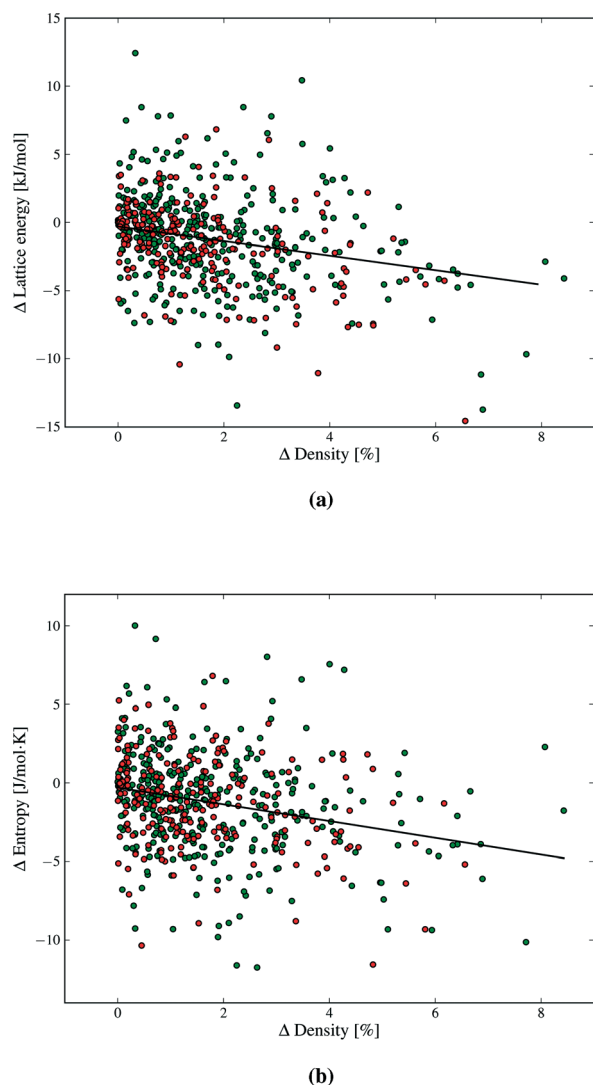 15
10
5
0
−5
−10
−15
Δ Lattice energy [kJ/mol]
0 2 4 6 8
Δ Density [%]
(a)
10
5
0
−5
−10
Δ Entropy [J/mol·K]
0 2 4 6 8
Δ Density [%]
(b)